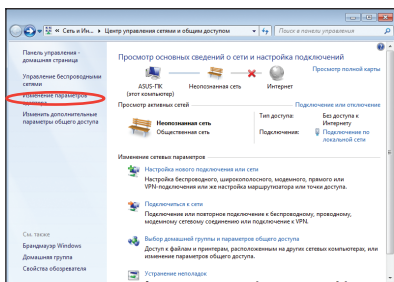 « Сеть и Ин... ▸ Центр управления сетями и общим доступом
Поиск в панели управления
Панель управления -
домашняя страница
Управление беспроводными
сетями
Изменение параметров
адаптера
Изменить дополнительные
параметры общего доступа
См. также
Брандмауэр Windows
Домашняя группа
Свойства обозревателя
Просмотр основных сведений о сети и настройка подключений
Просмотр полной карты
ASUS-ПК
(этот компьютер)
Неопознанная сеть
Интернет
Просмотр активных сетей
Подключение или отключение
Неопознанная сеть
Общественная сеть
Тип доступа: Без доступа к
Интернету
Подключения: Подключение по
локальной сети
Изменение сетевых параметров
Настройка нового подключения или сети
Настройка беспроводного, широкополосного, модемного, прямого или
VPN-подключения или же настройка маршрутизатора или точки доступа.
Подключиться к сети
Подключение или повторное подключение к беспроводному, проводному,
модемному сетевому соединению или подключение к VPN.
Выбор домашней группы и параметров общего доступа
Доступ к файлам и принтерам, расположенным на других сетевых компьютерах, или
изменение параметров общего доступа.
Устранение неполадок